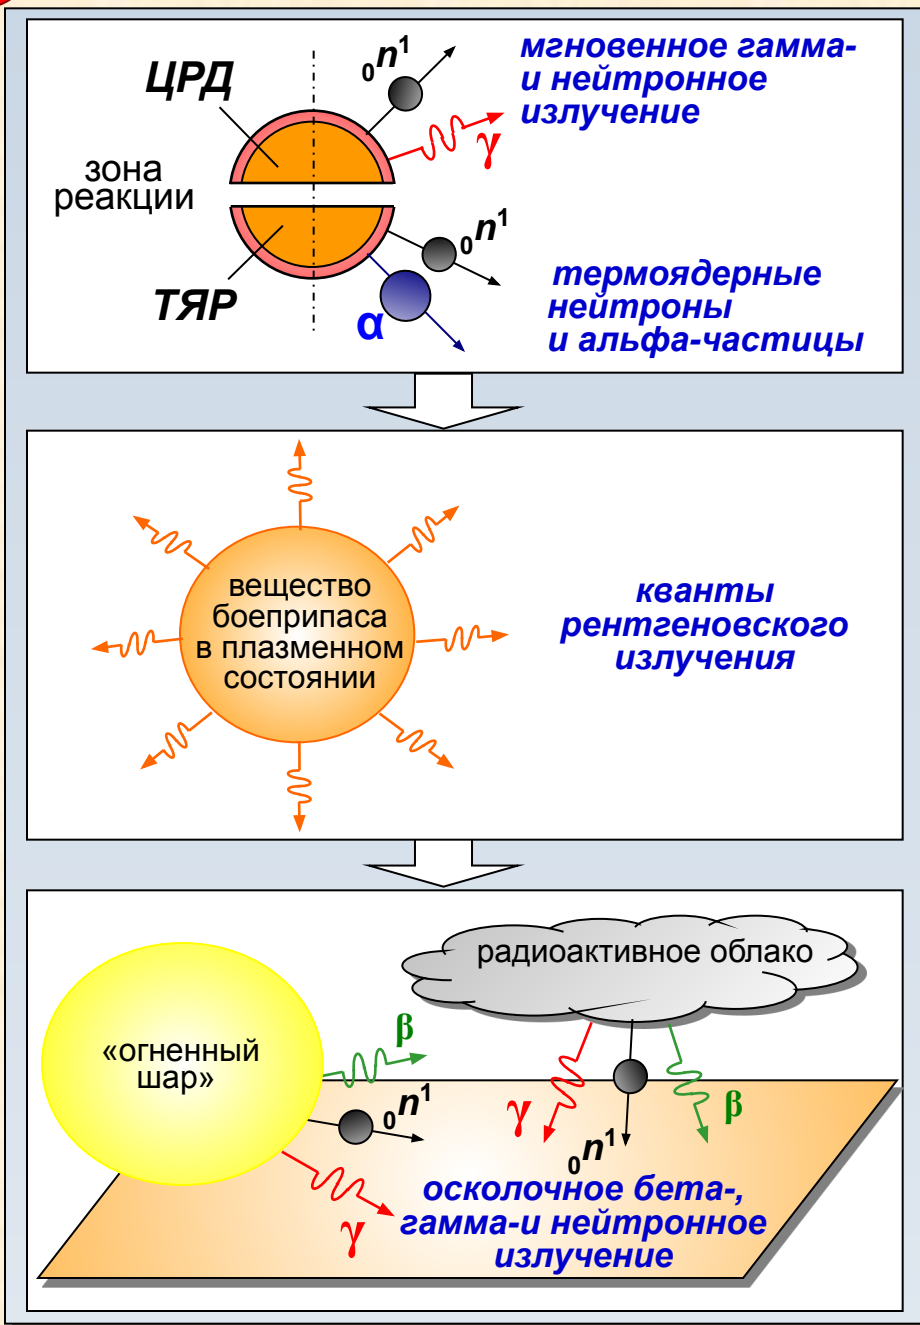 ЦРД
₀n¹
мгновенное гамма-
и нейтронное
излучение
γ
зона
реакции
₀n¹
ТЯР
α
термоядерные
нейтроны
и альфа-частицы
вещество
боеприпаса
в плазменном
состоянии
кванты
рентгеновского
излучения
радиоактивное облако
«огненный
шар»
β
₀n¹
γ
γ
₀n¹
β
осколочное бета-,
гамма-и нейтронное
излучение